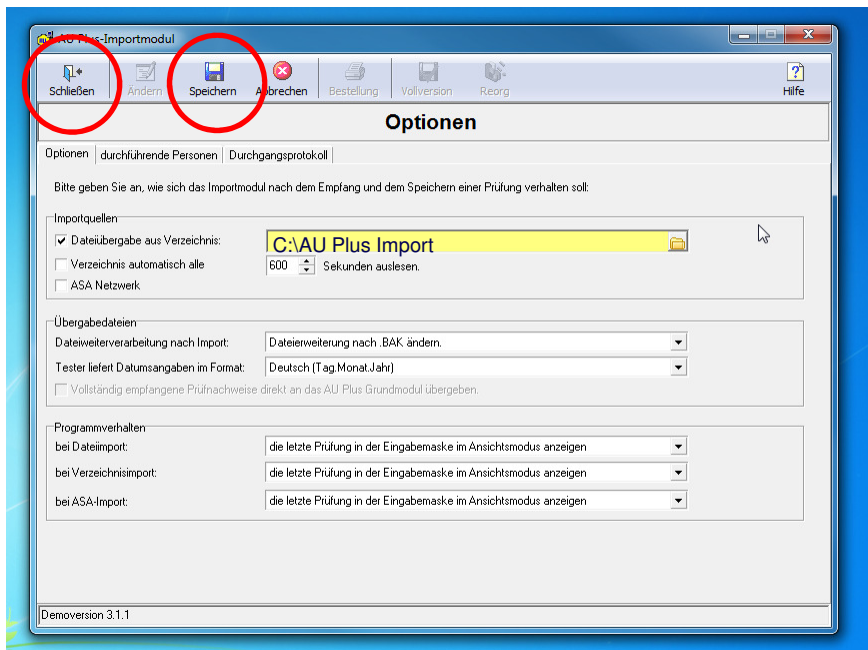 AU Plus-Importmodul
Schließen Ändern Speichern Abbrechen Bestellung Vollversion Reorg Hilfe
Optionen
Optionen durchführende Personen Durchgangsprotokoll
Bitte geben Sie an, wie sich das Importmodul nach dem Empfang und dem Speichern einer Prüfung verhalten soll:
Importquellen
Dateiübergabe aus Verzeichnis: C:\AU Plus Import
Verzeichnis automatisch alle 600 Sekunden auslesen.
ASA Netzwerk
Übergabedateien
Dateiweiterverarbeitung nach Import: Dateierweiterung nach .BAK ändern.
Tester liefert Datumsangaben im Format: Deutsch (Tag.Monat.Jahr)
Vollständig empfangene Prüfnachweise direkt an das AU Plus Grundmodul übergeben.
Programmverhalten
bei Dateiimport: die letzte Prüfung in der Eingabemaske im Ansichtsmodus anzeigen
bei Verzeichnisimport: die letzte Prüfung in der Eingabemaske im Ansichtsmodus anzeigen
bei ASA-Import: die letzte Prüfung in der Eingabemaske im Ansichtsmodus anzeigen
Demoversion 3.1.1